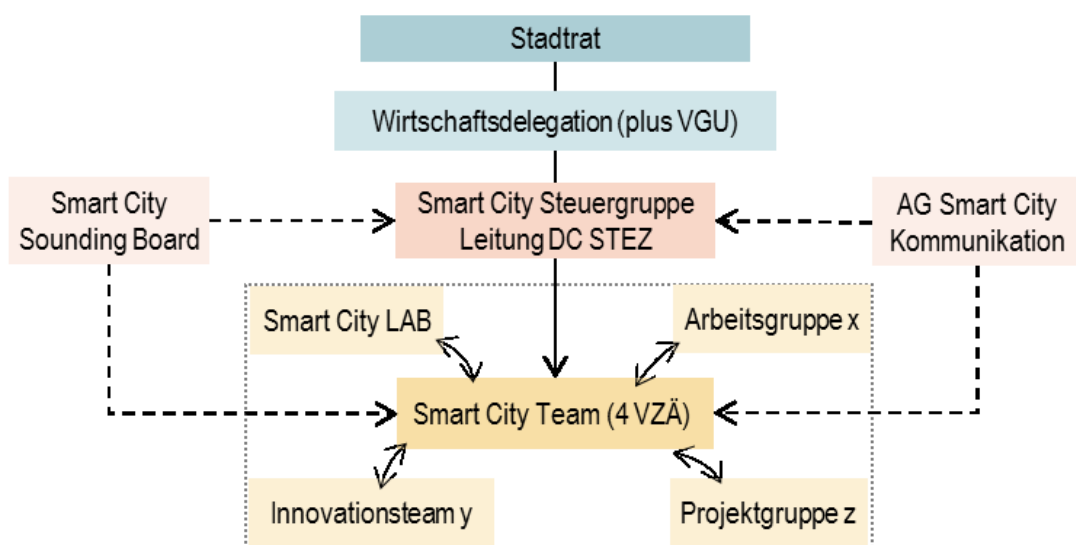 Stadtrat
Wirtschaftsdelegation (plus VGU)
Smart City
Sounding Board
Smart City Steuergruppe
Leitung DC STEZ
AG Smart City
Kommunikation
Smart City LAB
Arbeitsgruppe x
Smart City Team (4 VZÄ)
Innovationsteam y
Projektgruppe z